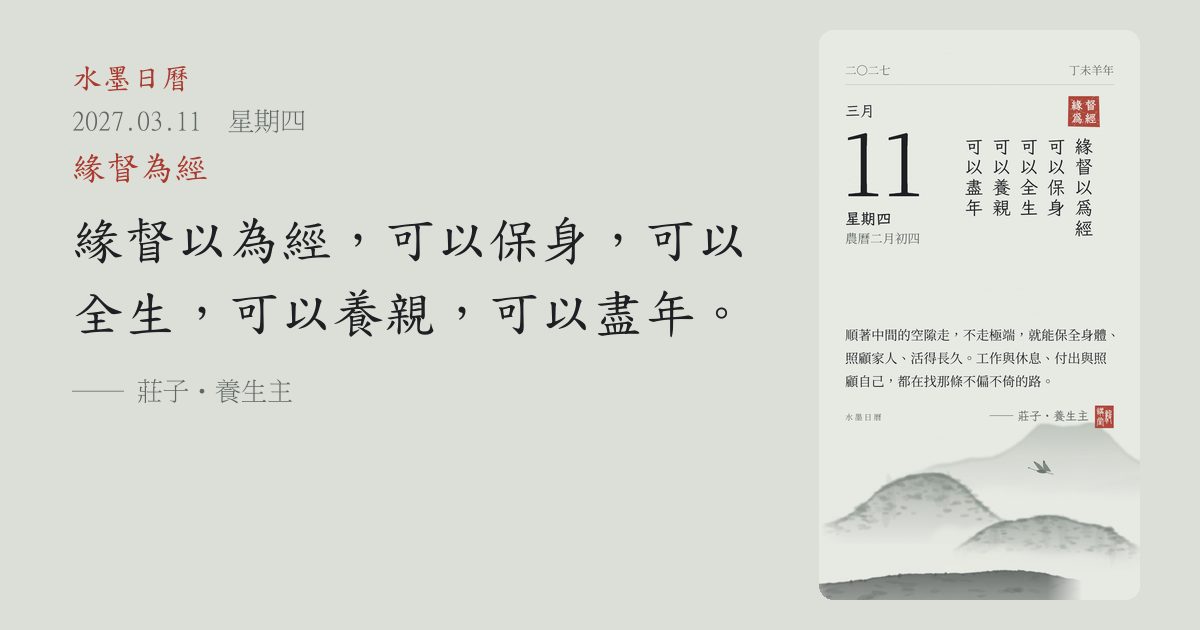 水墨日曆
2027.03.11 星期四
緣督為經
緣督以為經，可以保身，可以
全生，可以養親，可以盡年。
—— 莊子・養生主
二〇二七
丁未羊年
三月
11
星期四
農曆二月初四
緣督爲經
緣督以爲經
可以保身
可以全生
可以養親
可以盡年
順著中間的空隙走，不走極端，就能保全身體、
照顧家人、活得長久。工作與休息、付出與照
顧自己，都在找那條不偏不倚的路。
水墨日曆
—— 莊子・養生主